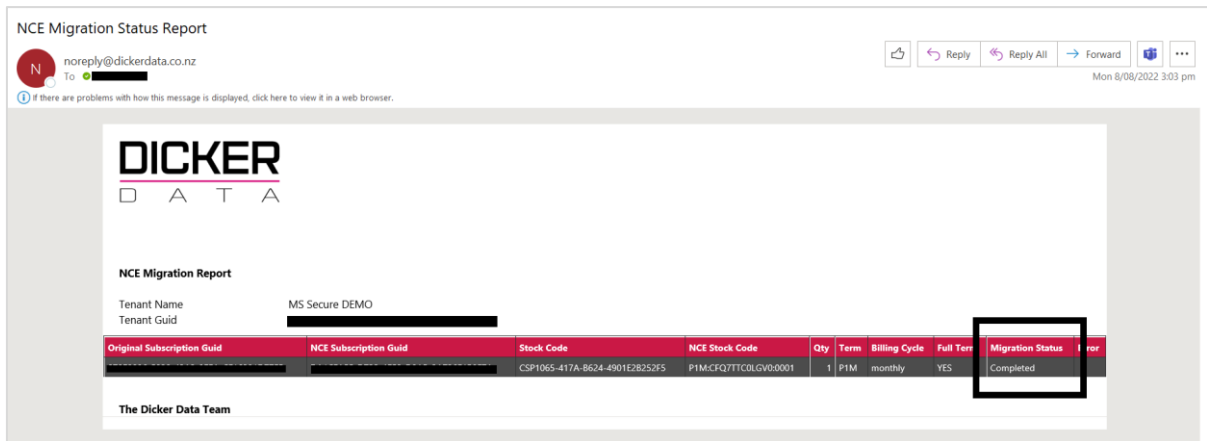 NCE Migration Status Report
N
noreply@dickerdata.co.nz
To
Reply
Reply All
Forward
Mon 8/08/2022 3:03 pm
If there are problems with how this message is displayed, click here to view it in a web browser.
DICKER
DATA
NCE Migration Report
Tenant Name MS Secure DEMO
Tenant Guid
Original Subscription Guid NCE Subscription Guid Stock Code NCE Stock Code Qty Term Billing Cycle Full Term Migration Status
CSP1065-417A-B624-4901E2B252F5 P1M:CFQ7TTC0LGV0:0001 1 P1M monthly YES Completed
The Dicker Data Team